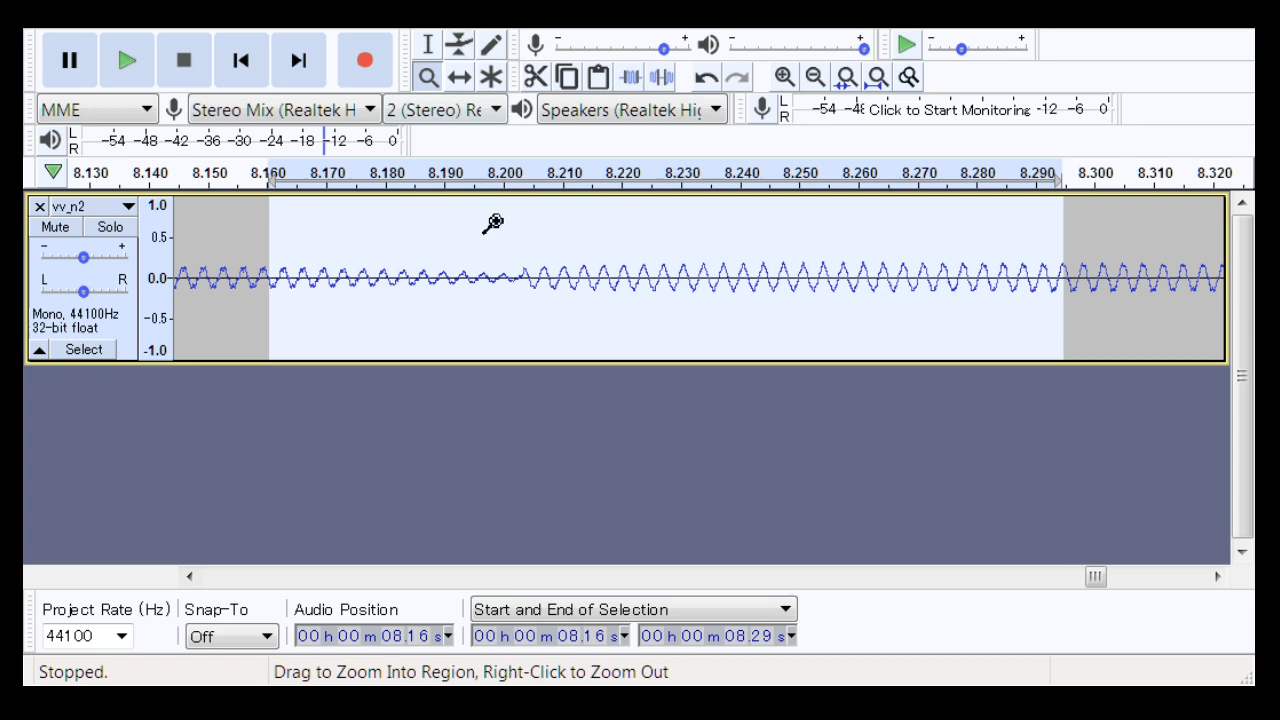 - + - + - +
MME Stereo Mix (Realtek H 2 (Stereo) Re Speakers (Realtek Hig L R -54 -48 Click to Start Monitoring -12 -6 0
L R -54 -48 -42 -36 -30 -24 -18 -12 -6 0
8.130 8.140 8.150 8.160 8.170 8.180 8.190 8.200 8.210 8.220 8.230 8.240 8.250 8.260 8.270 8.280 8.290 8.300 8.310 8.320
vv_n2 1.0
Mute Solo 0.5
- +
0.0
L R
Mono, 44100Hz -0.5
32-bit float
Select -1.0
Project Rate (Hz) Snap-To Audio Position Start and End of Selection
44100 Off 00 h 00 m 08.16 s 00 h 00 m 08.16 s 00 h 00 m 08.29 s
Stopped. Drag to Zoom Into Region, Right-Click to Zoom Out